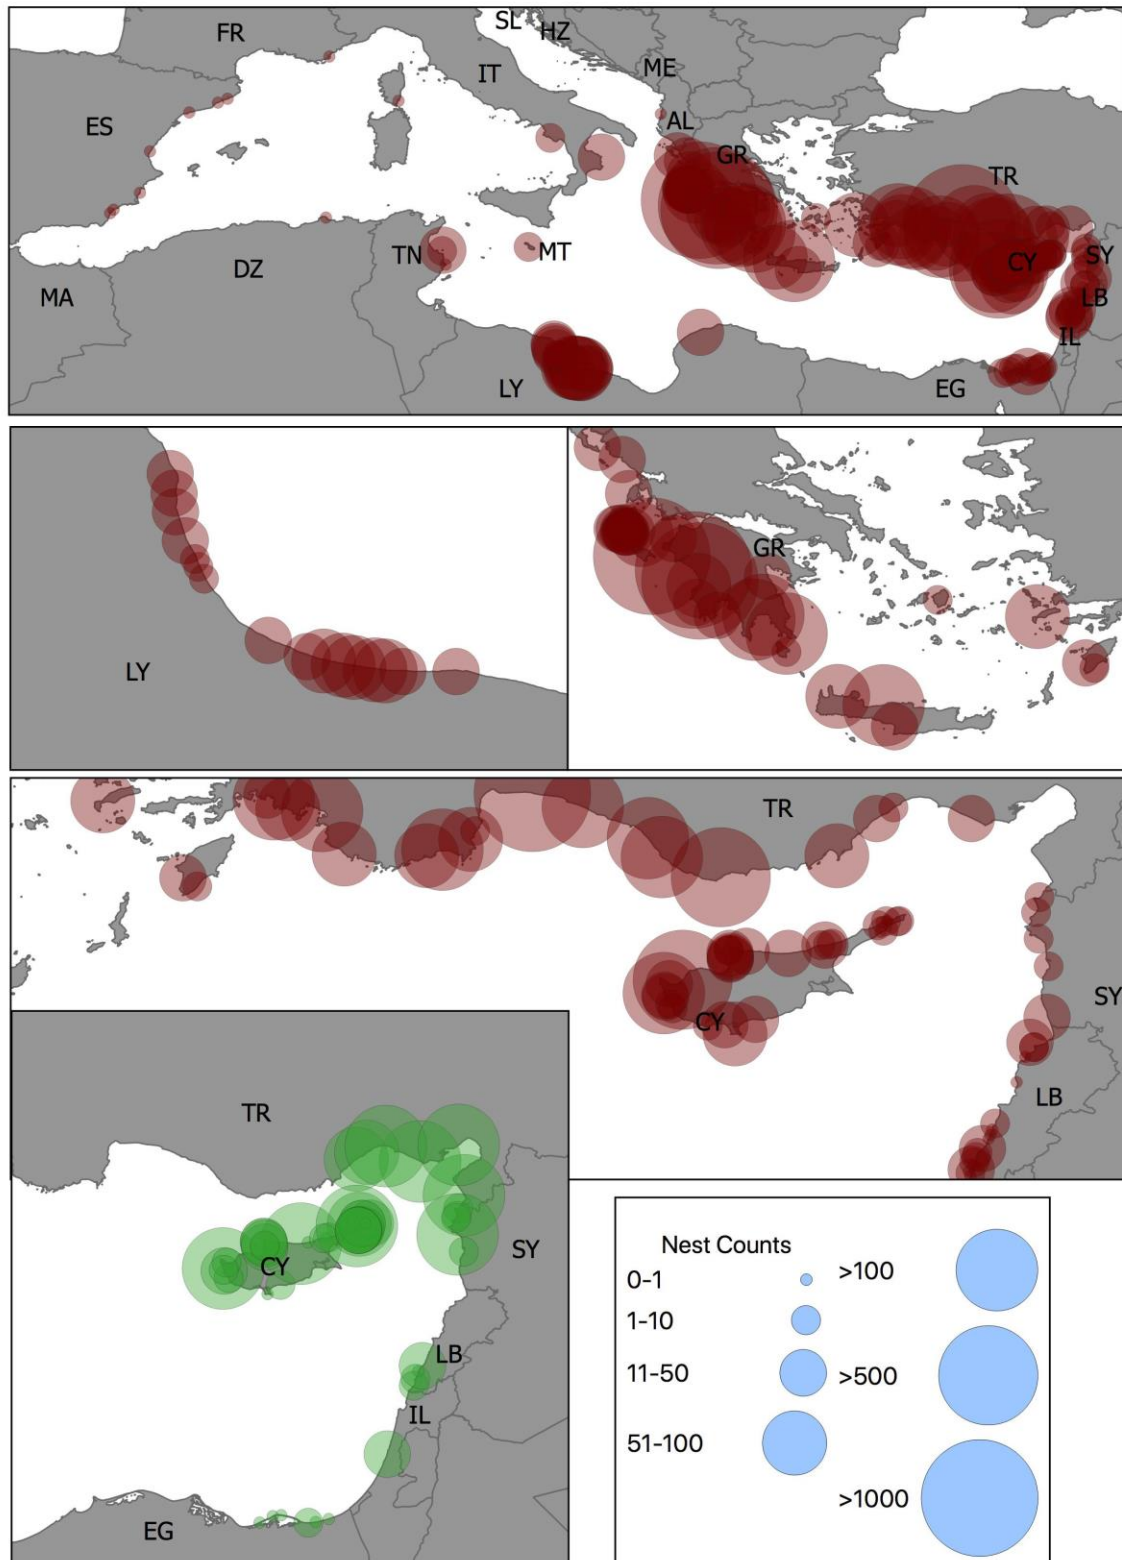 FR
SL
HZ
IT
ME
ES
AL
GR
TR
TN
MT
CY
SY
DZ
LB
MA
IL
LY
EG
GR
LY
TR
CY
SY
LB
TR
CY
SY
LB
IL
EG
Nest Counts
0-1
>100
1-10
11-50
>500
51-100
>1000